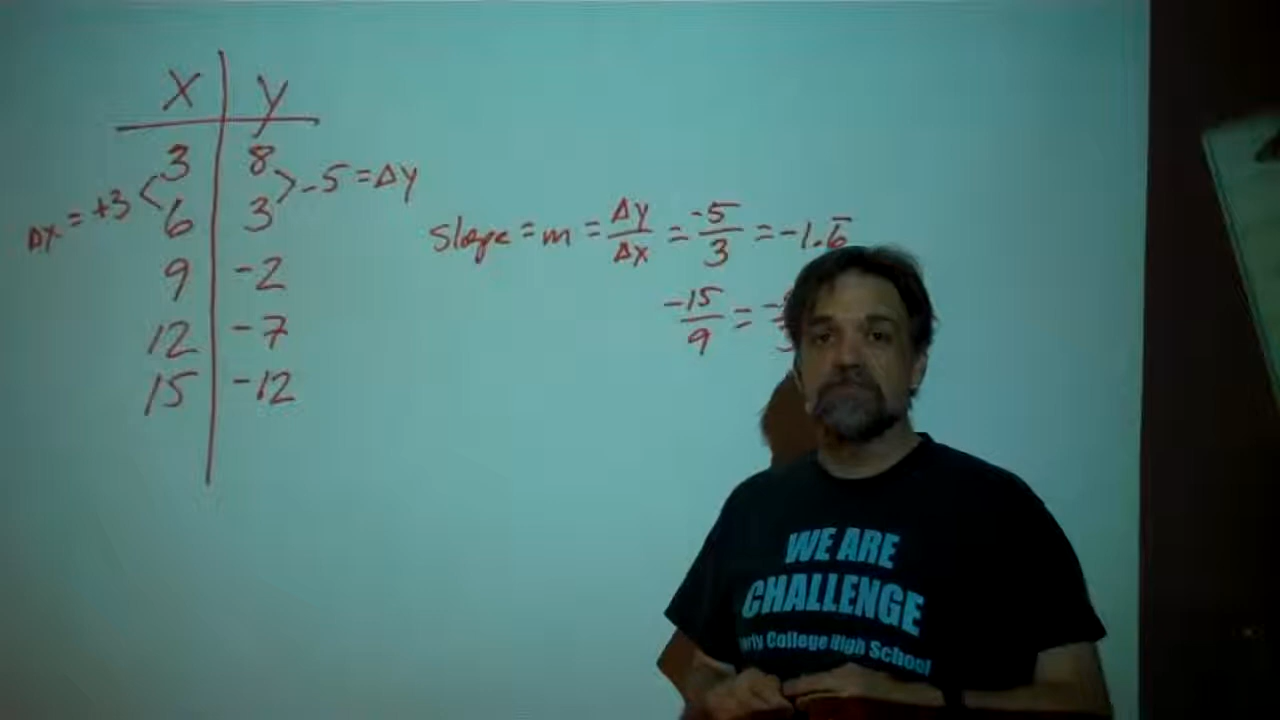 X Y
3 8
Δx = +3 -5 = Δy
6 3
slope = m = Δy/Δx = -5/3 = -1.6̅
9 -2
-15/9 =
12 -7
15 -12
WE ARE
CHALLENGE
College High School